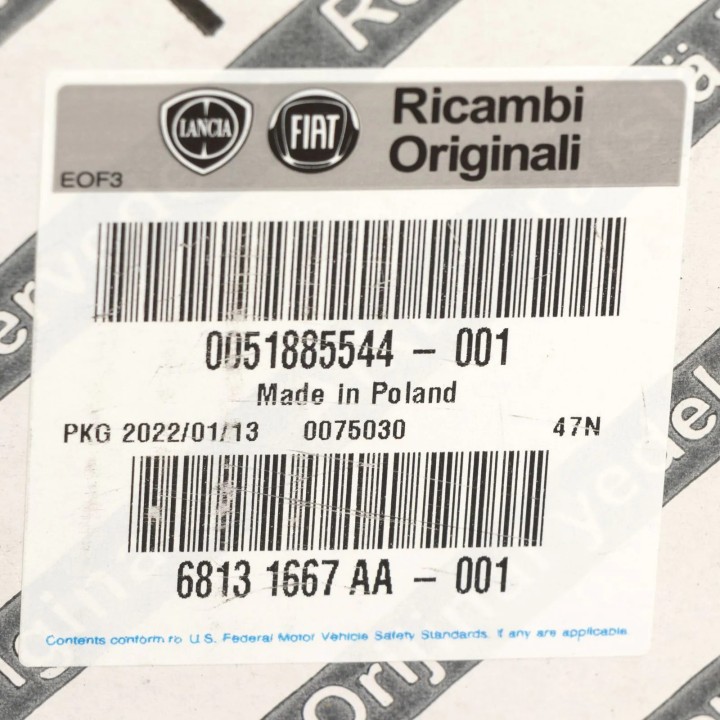 LANCIA FIAT Ricambi
Originali
EOF3
0051885544 - 001
Made in Poland
PKG 2022/01/13 0075030 47N
6813 1667 AA - 001
Contents conform to U.S. Federal Motor Vehicle Safety Standards, if any are applicable